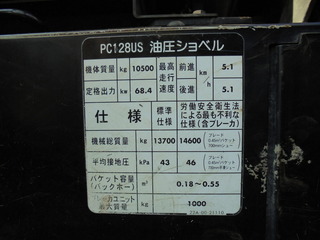 PC128US 油圧ショベル
機体質量 kg 10500 最高走行速度 km/h 前進 5.1
定格出力 kW 68.4 後進 5.1
仕様 標準仕様 労働安全衛生法による最も不利な仕様(含ブレーカ)
機械総質量 kg 13700 14600
平均接地圧 kPa 43 46
バケット容量(バックホー) m³ 0.18~0.55
最大質量 kg 1000